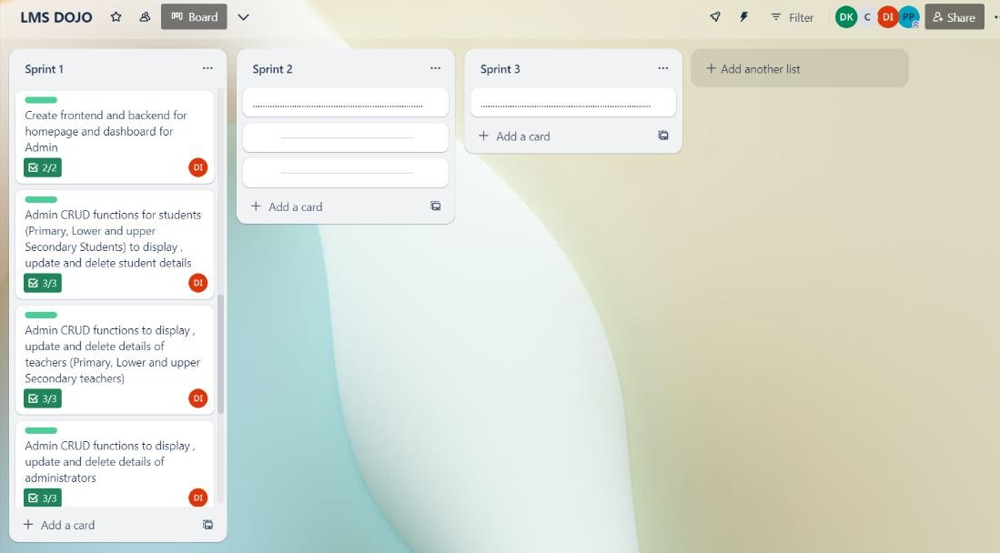 LMS DOJO
Board
Filter
DK
C
DI
PP
Share
Sprint 1
Create frontend and backend for
homepage and dashboard for
Admin
2/2
DI
Admin CRUD functions for students
(Primary, Lower and upper
Secondary Students) to display ,
update and delete student details
3/3
DI
Admin CRUD functions to display ,
update and delete details of
teachers (Primary, Lower and upper
Secondary teachers)
3/3
DI
Admin CRUD functions to display ,
update and delete details of
administrators
3/3
DI
+ Add a card
Sprint 2
+ Add a card
Sprint 3
+ Add a card
+ Add another list